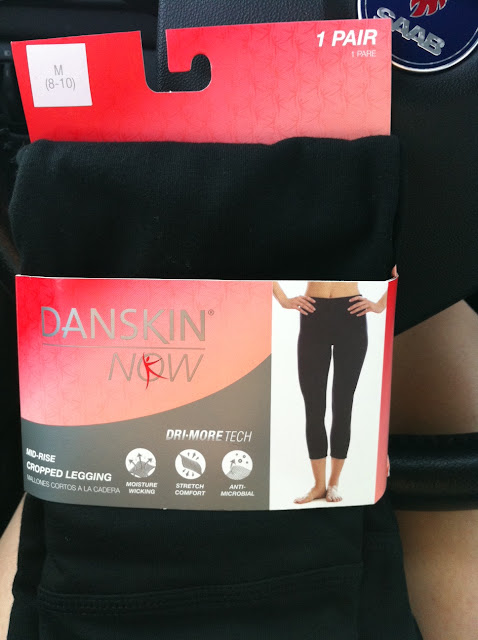 M
(8-10)
1 PAIR
1 PARE
SAAB
DANSKIN®
NOW
DRI-MORE TECH
MID-RISE
CROPPED LEGGING
MALLONES CORTOS A LA CADERA
MOISTURE
WICKING
STRETCH
COMFORT
ANTI-
MICROBIAL